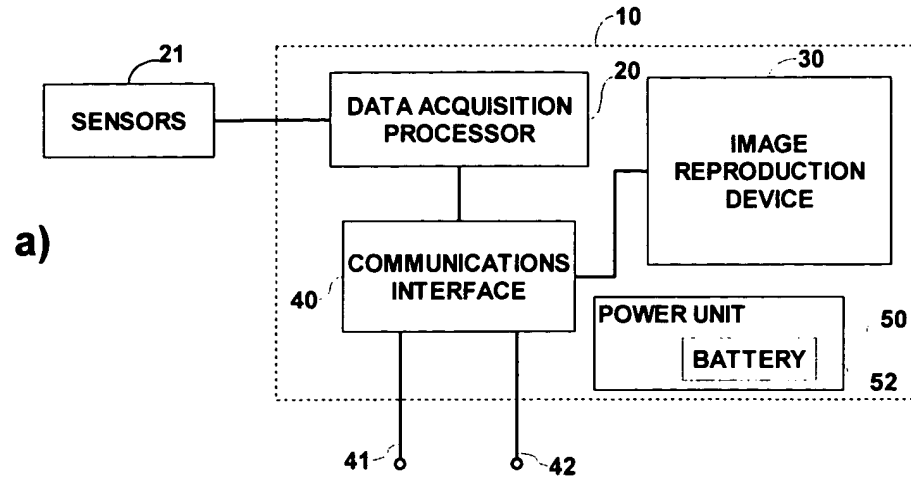 10
21
20
30
SENSORS
DATA ACQUISITION
PROCESSOR
IMAGE
REPRODUCTION
DEVICE
a)
COMMUNICATIONS
INTERFACE
40
POWER UNIT
50
BATTERY
52
41
42